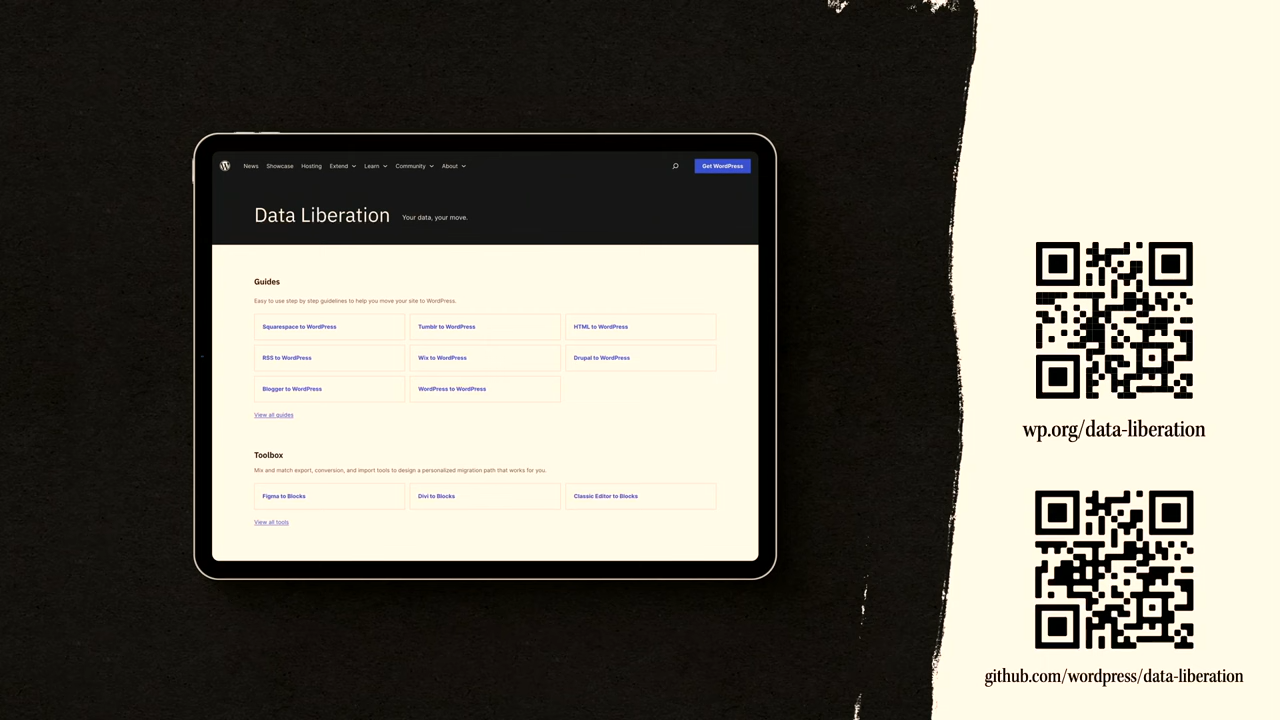 News Showcase Hosting Extend Learn Community About Get WordPress
Data Liberation Your data, your move.
Guides
Easy to use step by step guidelines to help you move your site to WordPress.
Squarespace to WordPress Tumblr to WordPress HTML to WordPress
RSS to WordPress Wix to WordPress Drupal to WordPress
Blogger to WordPress WordPress to WordPress
View all guides
Toolbox
Mix and match export, conversion, and import tools to design a personalized migration path that works for you.
Figma to Blocks Divi to Blocks Classic Editor to Blocks
View all tools
wp.org/data-liberation
github.com/wordpress/data-liberation